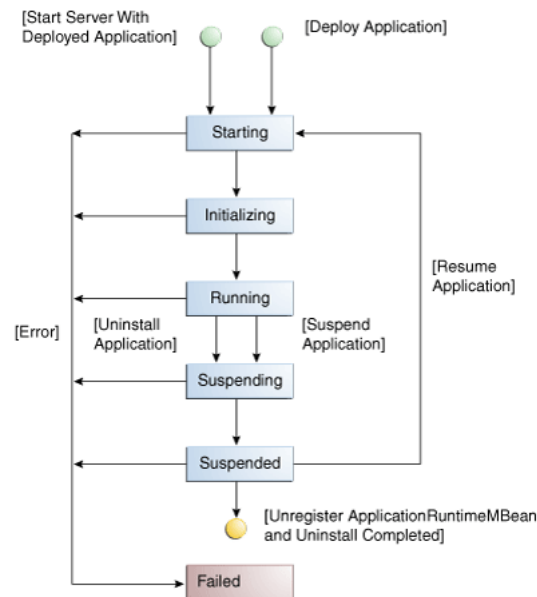 [Start Server With
Deployed Application]
[Deploy Application]
Starting
Initializing
[Resume
Application]
Running
[Error]
[Uninstall
Application]
[Suspend
Application]
Suspending
Suspended
[Unregister ApplicationRuntimeMBean
and Uninstall Completed]
Failed